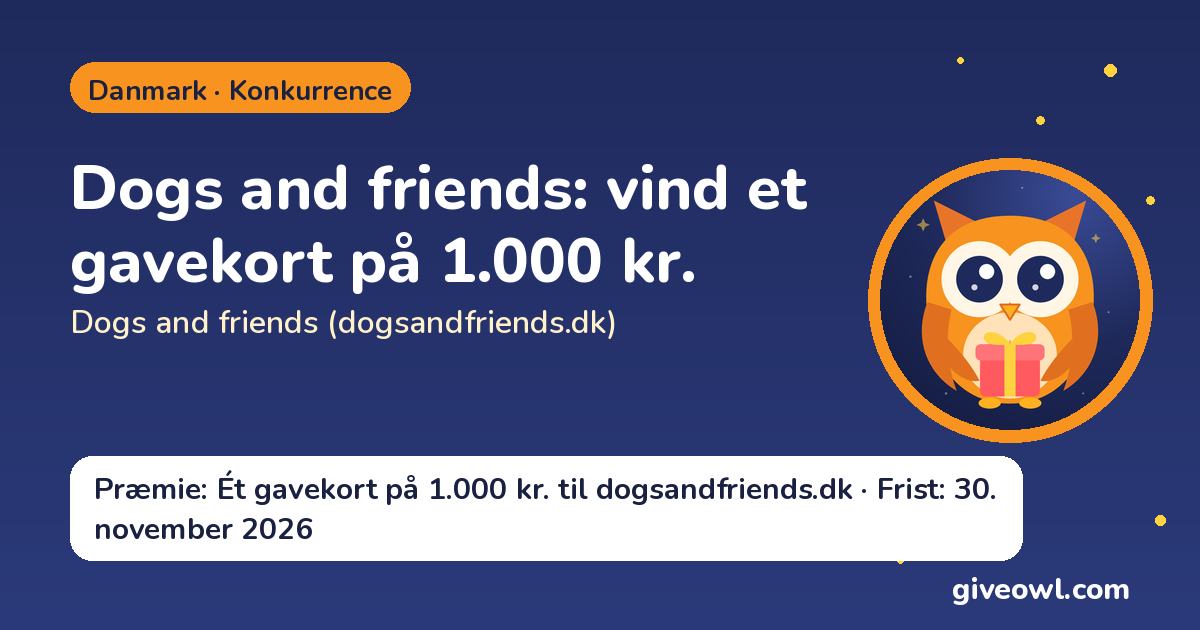 Danmark · Konkurrence
Dogs and friends: vind et
gavekort på 1.000 kr.
Dogs and friends (dogsandfriends.dk)
Præmie: Ét gavekort på 1.000 kr. til dogsandfriends.dk · Frist: 30.
november 2026
giveowl.com